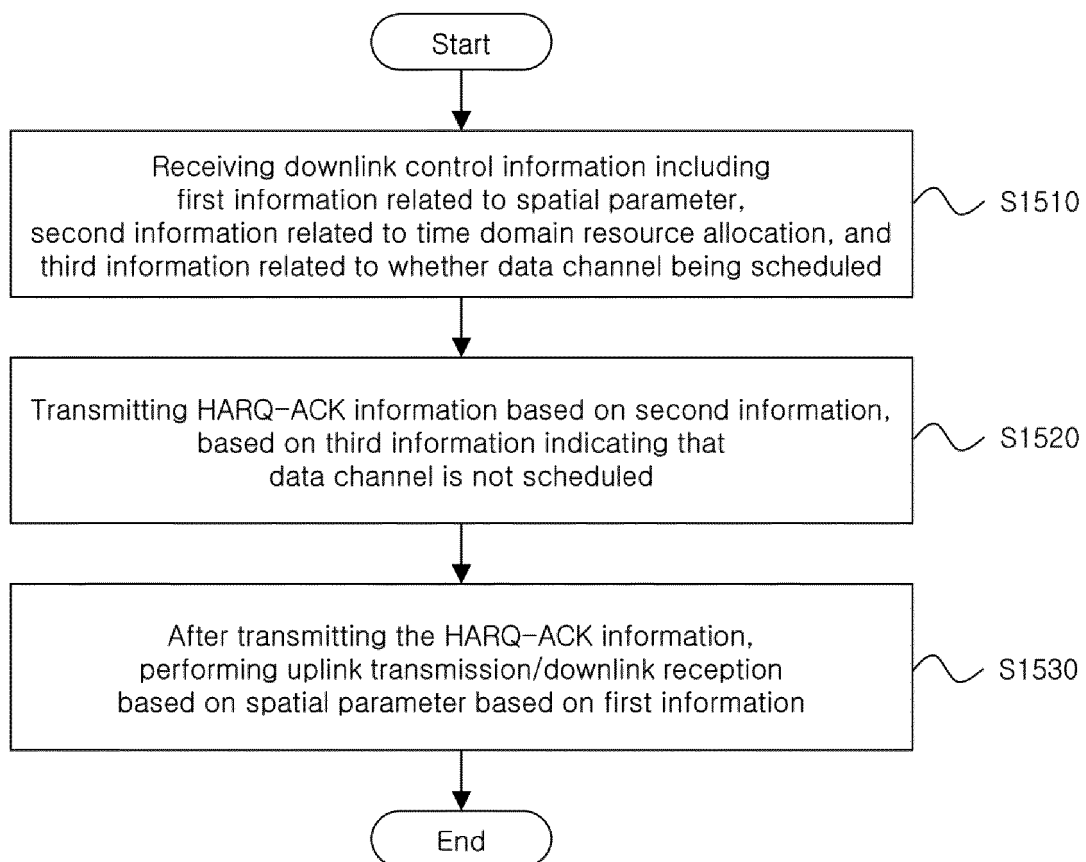 Start
Receiving downlink control information including
first information related to spatial parameter,
second information related to time domain resource allocation, and
third information related to whether data channel being scheduled
S1510
Transmitting HARQ-ACK information based on second information,
based on third information indicating that
data channel is not scheduled
S1520
After transmitting the HARQ-ACK information,
performing uplink transmission/downlink reception
based on spatial parameter based on first information
S1530
End